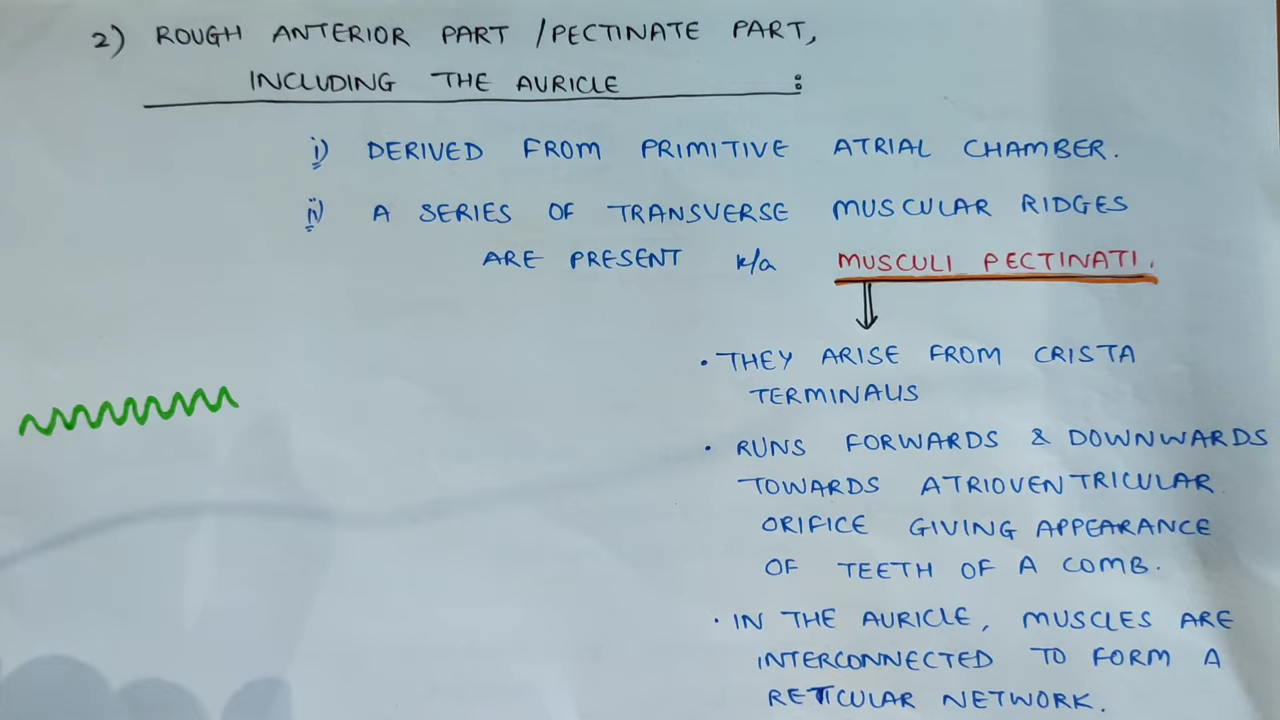 2) ROUGH ANTERIOR PART / PECTINATE PART,
INCLUDING THE AURICLE :
i) DERIVED FROM PRIMITIVE ATRIAL CHAMBER.
ii) A SERIES OF TRANSVERSE MUSCULAR RIDGES
ARE PRESENT k/a MUSCULI PECTINATI.
• THEY ARISE FROM CRISTA
TERMINALIS
• RUNS FORWARDS & DOWNWARDS
TOWARDS ATRIOVENTRICULAR
ORIFICE GIVING APPEARANCE
OF TEETH OF A COMB.
• IN THE AURICLE, MUSCLES ARE
INTERCONNECTED TO FORM A
RETICULAR NETWORK.